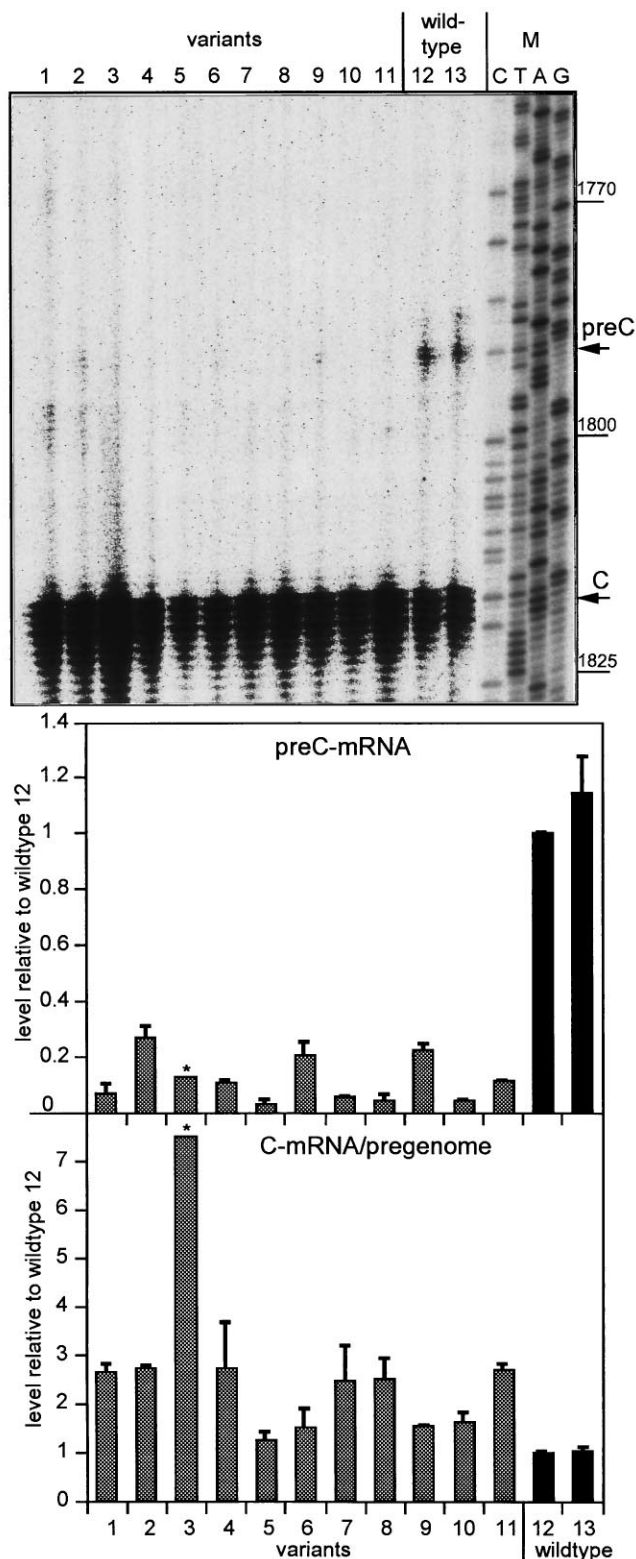 variants
wild-
type
M
1 2 3 4 5 6 7 8 9 10 11 12 13 C T A G
1770
preC
1800
C
1825
preC-mRNA
level relative to wildtype 12
1.4
1.2
1
0.8
0.6
0.4
0.2
0
*
C-mRNA/pregenome
level relative to wildtype 12
7
5
4
3
2
1
0
*
1 2 3 4 5 6 7 8 9 10 11 12 13
variants wildtype